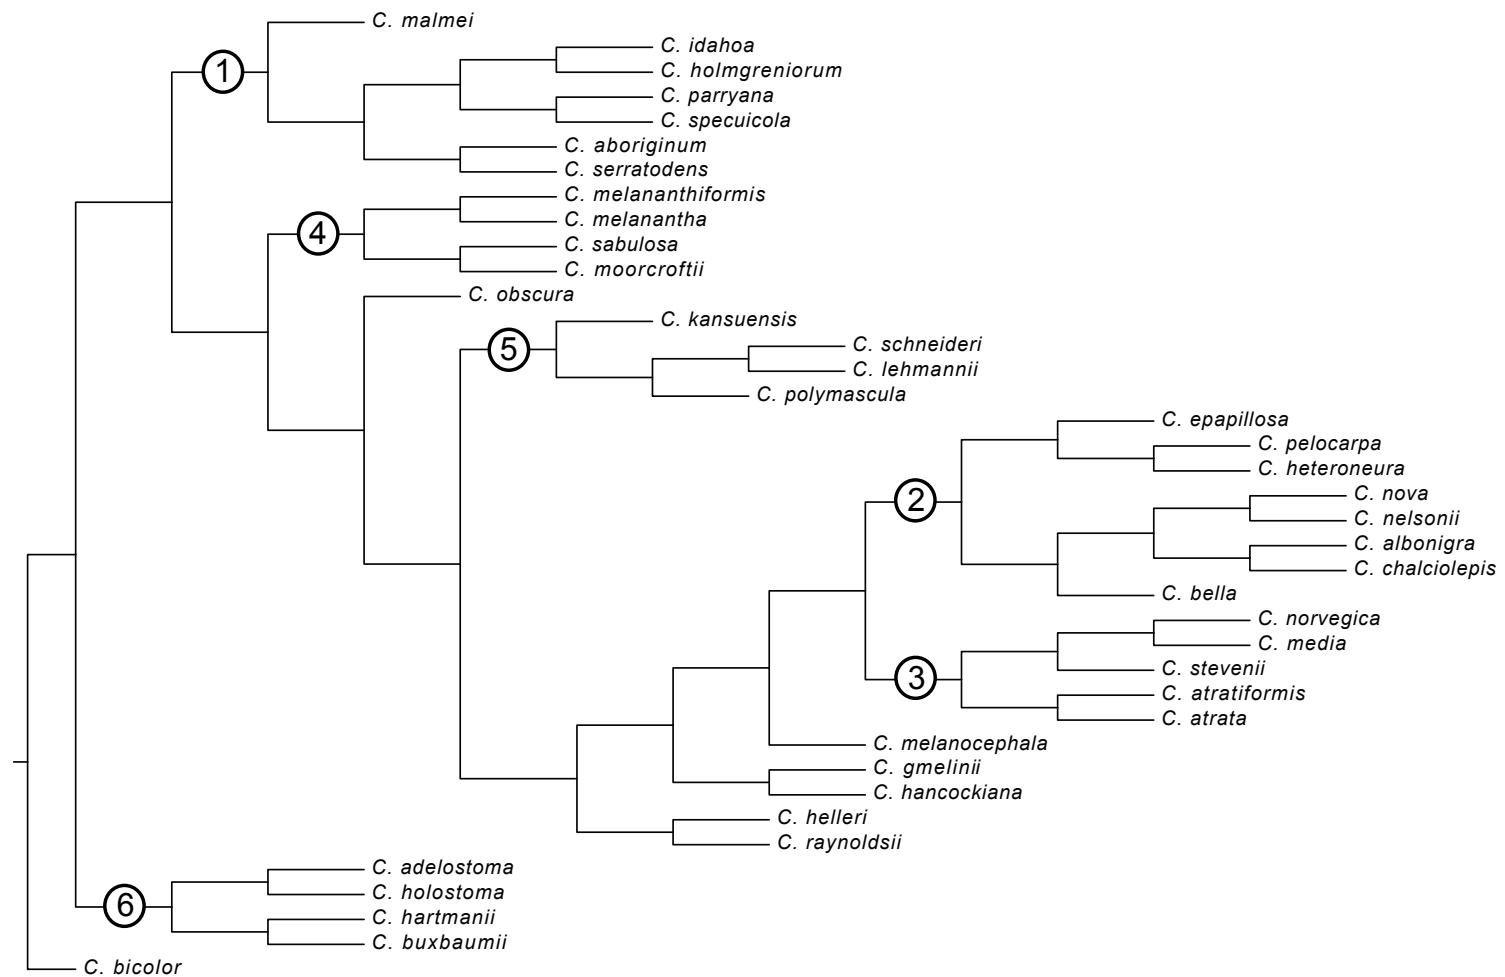 C. malmei
C. idahoa
1
C. holmgreniorum
C. parryana
C. specuicola
C. aboriginum
C. serratodens
C. melananthiformis
C. melanantha
4
C. sabulosa
C. moorcroftii
C. obscura
C. kansuensis
5
C. schneideri
C. lehmannii
C. polymascula
C. epapillosa
C. pelocarpa
C. heteroneura
2
C. nova
C. nelsonii
C. albonigra
C. chalciolepis
C. bella
C. norvegica
C. media
C. stevenii
3
C. atratiformis
C. atrata
C. melanocephala
C. gmelinii
C. hancockiana
C. helleri
C. raynoldsii
C. adelostoma
C. holostoma
6
C. hartmanii
C. buxbaumii
C. bicolor